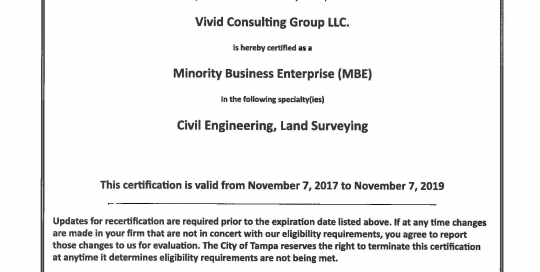 Vivid Consulting Group LLC.
is hereby certified as a
Minority Business Enterprise (MBE)
In the following specialty(ies)
Civil Engineering, Land Surveying
This certification is valid from November 7, 2017 to November 7, 2019
Updates for recertification are required prior to the expiration date listed above. If at any time changes
are made in your firm that are not in concert with our eligibility requirements, you agree to report
those changes to us for evaluation. The City of Tampa reserves the right to terminate this certification
at anytime it determines eligibility requirements are not being met.